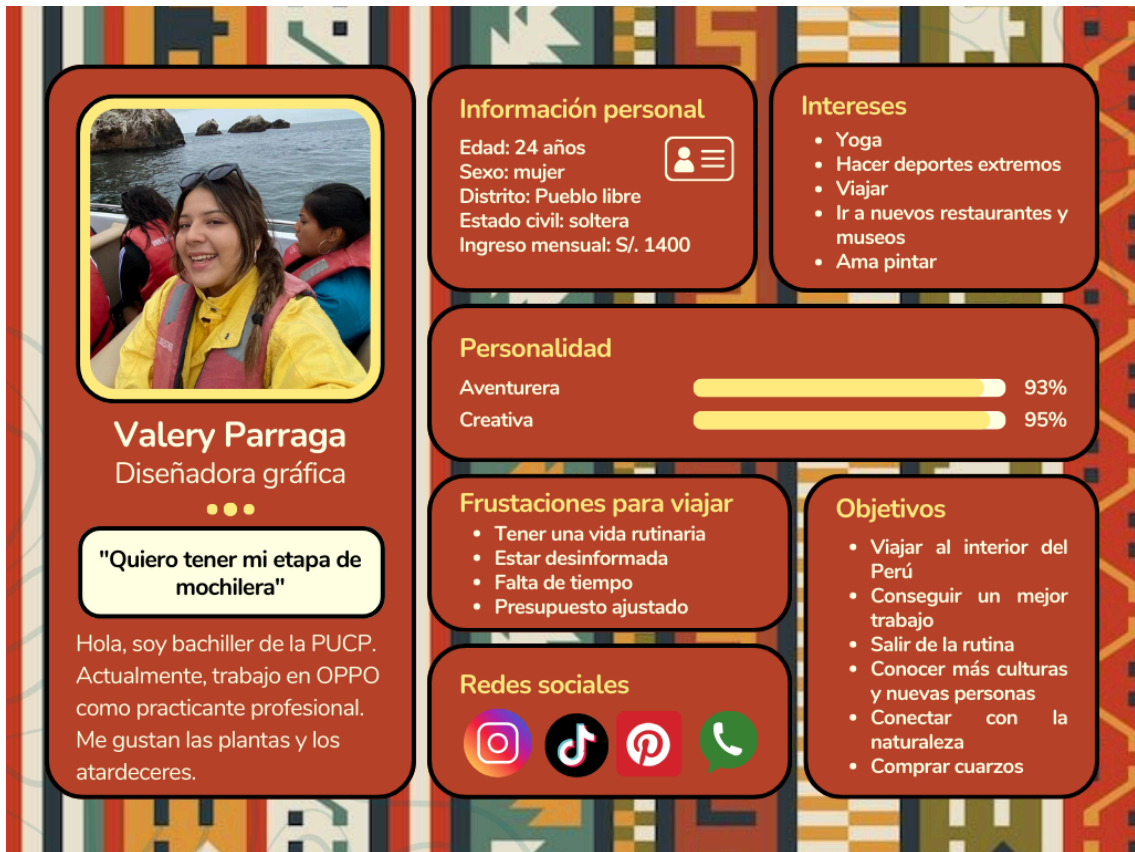 Valery Parraga
Diseñadora gráfica
"Quiero tener mi etapa de
mochilera"
Hola, soy bachiller de la PUCP.
Actualmente, trabajo en OPPO
como practicante profesional.
Me gustan las plantas y los
atardeceres.
Información personal
Edad: 24 años
Sexo: mujer
Distrito: Pueblo libre
Estado civil: soltera
Ingreso mensual: S/. 1400
Intereses
• Yoga
• Hacer deportes extremos
• Viajar
• Ir a nuevos restaurantes y
museos
• Ama pintar
Personalidad
Aventurera 93%
Creativa 95%
Frustaciones para viajar
• Tener una vida rutinaria
• Estar desinformada
• Falta de tiempo
• Presupuesto ajustado
Redes sociales
Objetivos
• Viajar al interior del
Perú
• Conseguir un mejor
trabajo
• Salir de la rutina
• Conocer más culturas
y nuevas personas
• Conectar con la
naturaleza
• Comprar cuarzos